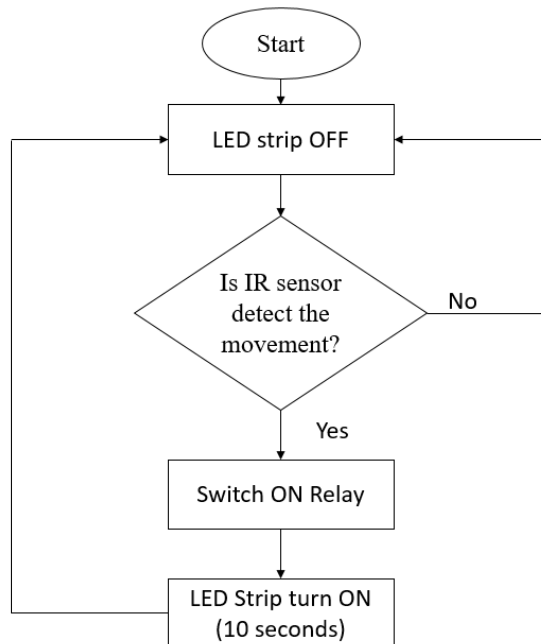 Start
LED strip OFF
Is IR sensor
detect the
movement?
No
Yes
Switch ON Relay
LED Strip turn ON
(10 seconds)